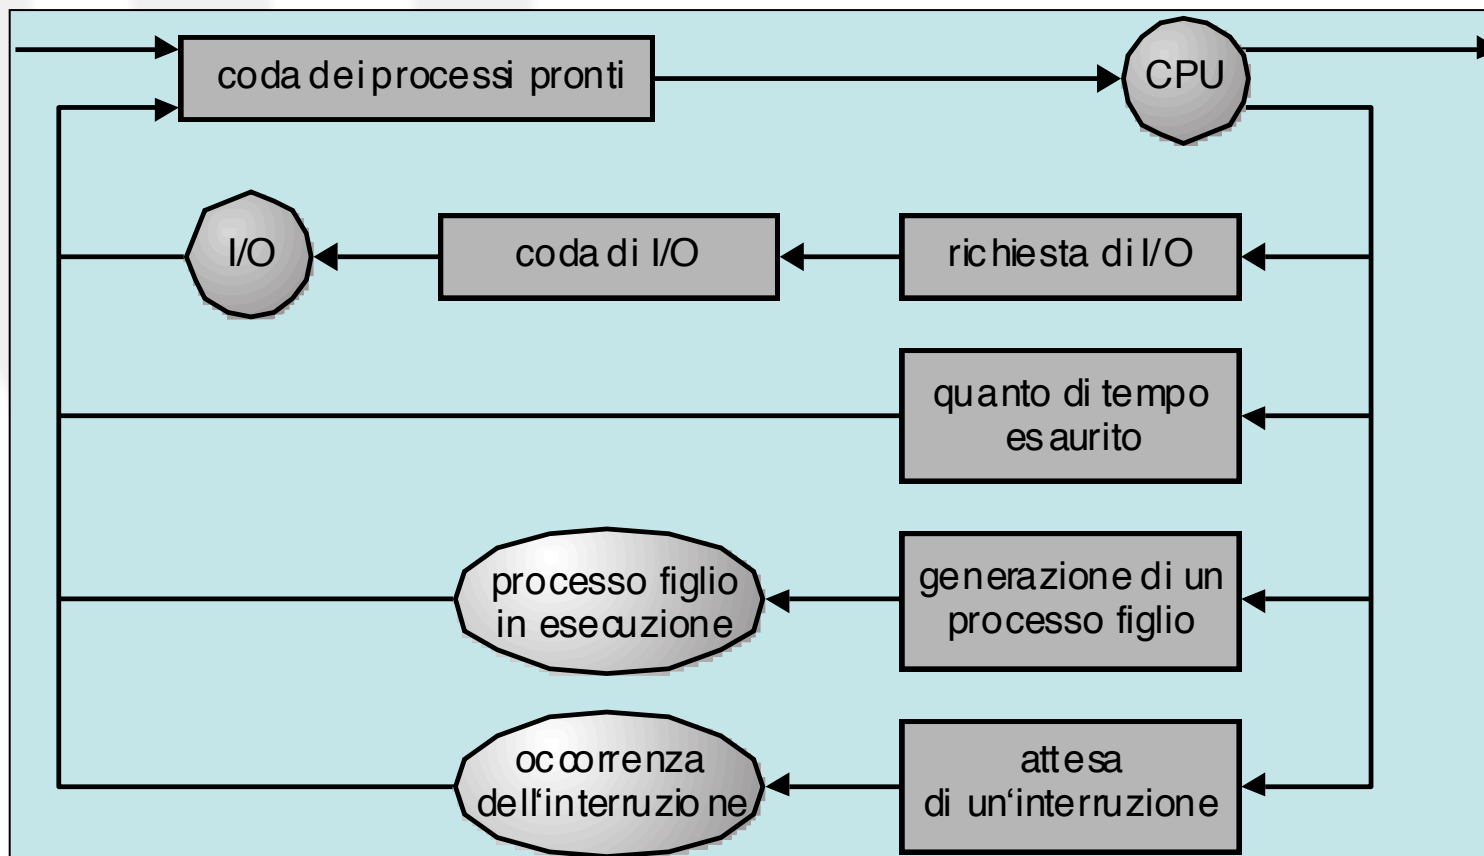 coda dei processi pronti
CPU
I/O
coda di I/O
richiesta di I/O
quanto di tempo
esaurito
processo figlio
in esecuzione
generazione di un
processo figlio
occorrenza
dell'interruzione
attesa
di un'interruzione